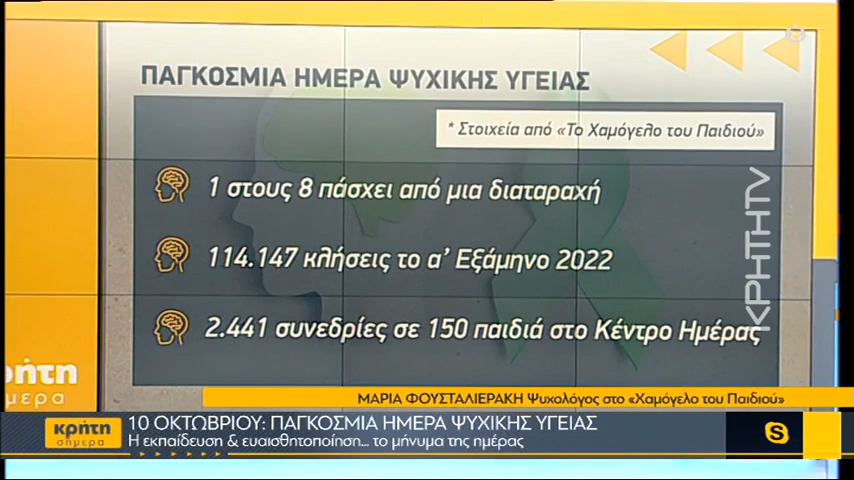 ΠΑΓΚΟΣΜΙΑ ΗΜΕΡΑ ΨΥΧΙΚΗΣ ΥΓΕΙΑΣ
* Στοιχεία από «Το Χαμόγελο του Παιδιού»
1 στους 8 πάσχει από μια διαταραχή
114.147 κλήσεις το α' Εξάμηνο 2022
2.441 συνεδρίες σε 150 παιδιά στο Κέντρο Ημέρας
ΚΡΗΤΗTV
ρήτη
μερα
ΜΑΡΙΑ ΦΟΥΣΤΑΛΙΕΡΑΚΗ Ψυχολόγος στο «Χαμόγελο του Παιδιού»
κρήτη
σήμερα
10 ΟΚΤΩΒΡΙΟΥ: ΠΑΓΚΟΣΜΙΑ ΗΜΕΡΑ ΨΥΧΙΚΗΣ ΥΓΕΙΑΣ
Η εκπαίδευση & ευαισθητοποίηση... το μήνυμα της ημέρας